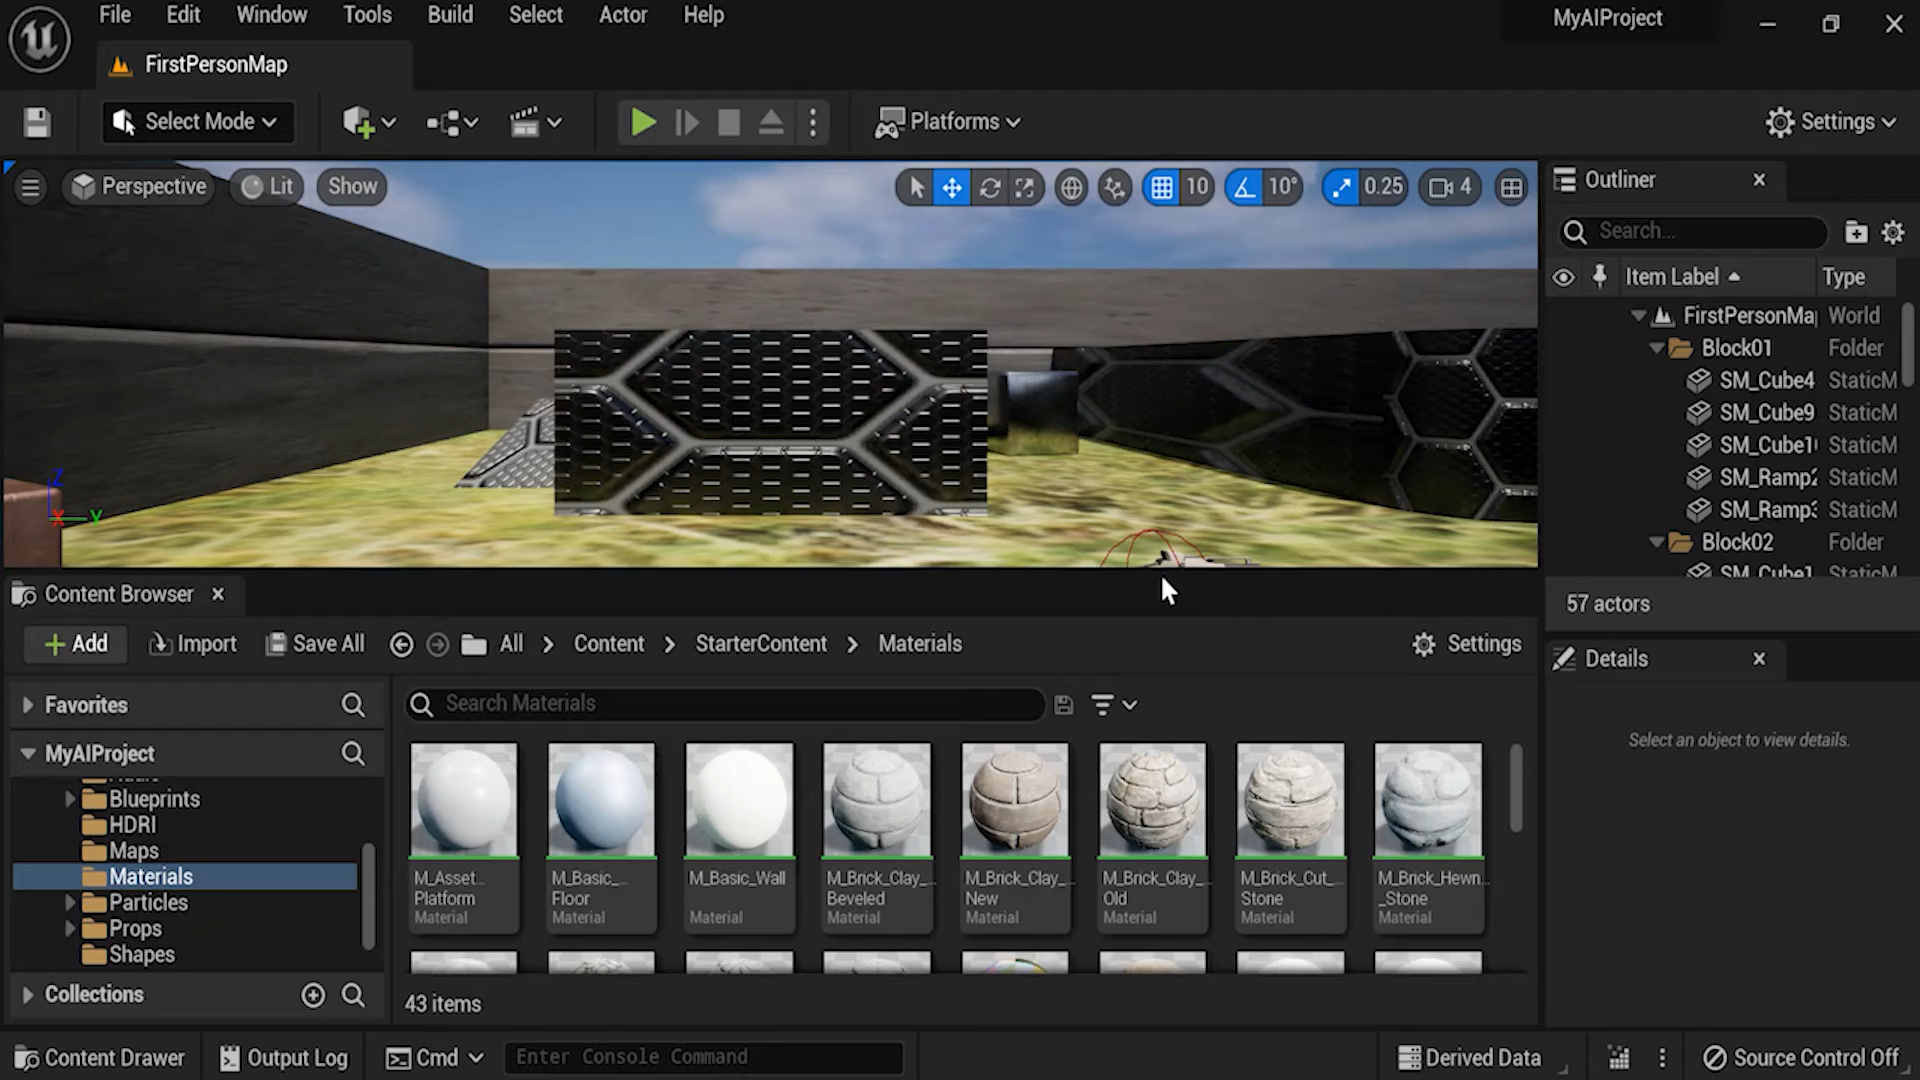 File Edit Window Tools Build Select Actor Help
MyAIProject
FirstPersonMap
Select Mode
Platforms
Settings
Perspective
Lit
Show
10
10°
0.25
4
Outliner
Search...
Item Label
Type
FirstPersonMa World
Block01 Folder
SM_Cube4 StaticM
SM_Cube9 StaticM
SM_Cube1 StaticM
SM_Ramp2 StaticM
SM_Ramp3 StaticM
Block02 Folder
SM_Cube1 StaticM
57 actors
Details
Select an object to view details.
Content Browser
Add
Import
Save All
All
Content
StarterContent
Materials
Settings
Favorites
MyAIProject
Blueprints
HDRI
Maps
Materials
Particles
Props
Shapes
Collections
Search Materials
M_Asset_
Platform
Material
M_Basic_
Floor
Material
M_Basic_Wall
Material
M_Brick_Clay_
Beveled
Material
M_Brick_Clay_
New
Material
M_Brick_Clay_
Old
Material
M_Brick_Cut_
Stone
Material
M_Brick_Hewn
_Stone
Material
43 items
Content Drawer
Output Log
Cmd
Enter Console Command
Derived Data
Source Control Off